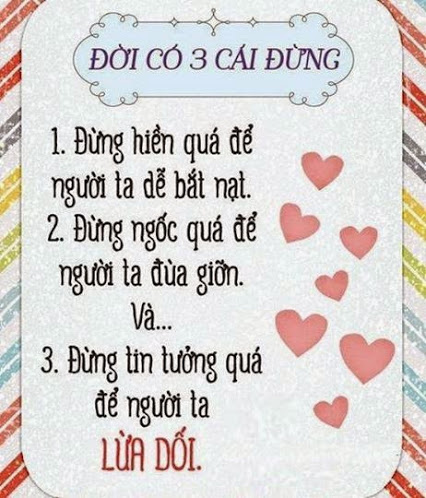 ĐỜI CÓ 3 CÁI ĐỪNG
1. Đừng hiền quá để
người ta dễ bắt nạt.
2. Đừng ngốc quá để
người ta đùa giỡn.
Và...
3. Đừng tin tưởng quá
để người ta
LỪA DỐI.